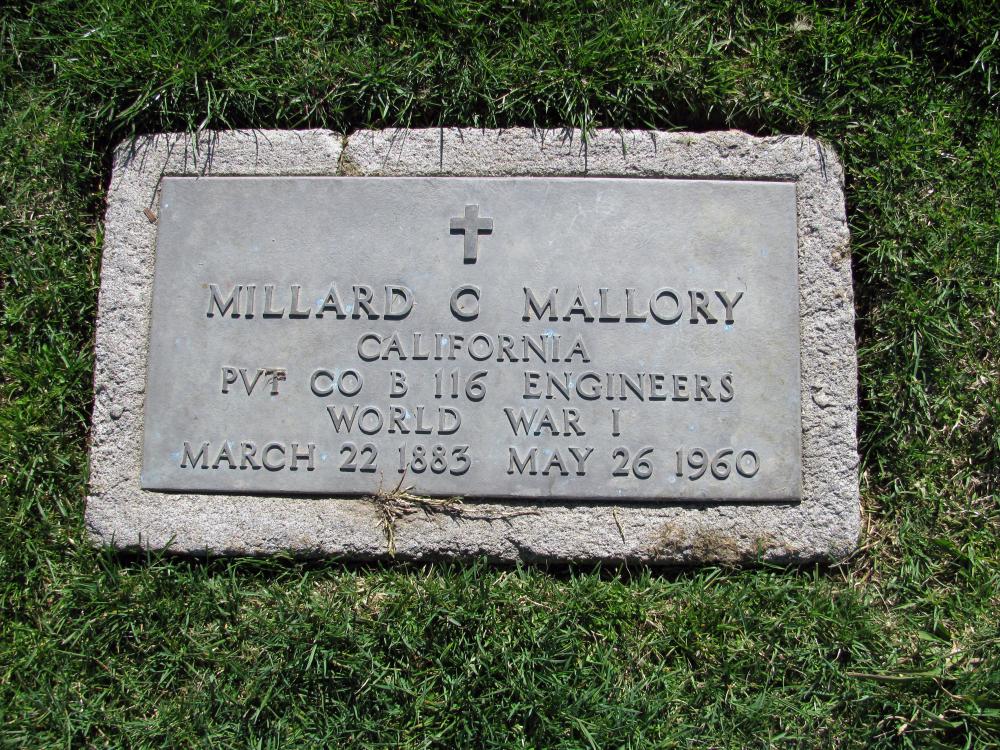 MILLARD C MALLORY
CALIFORNIA
PVT CO B 116 ENGINEERS
WORLD WAR I
MARCH 22 1883 MAY 26 1960